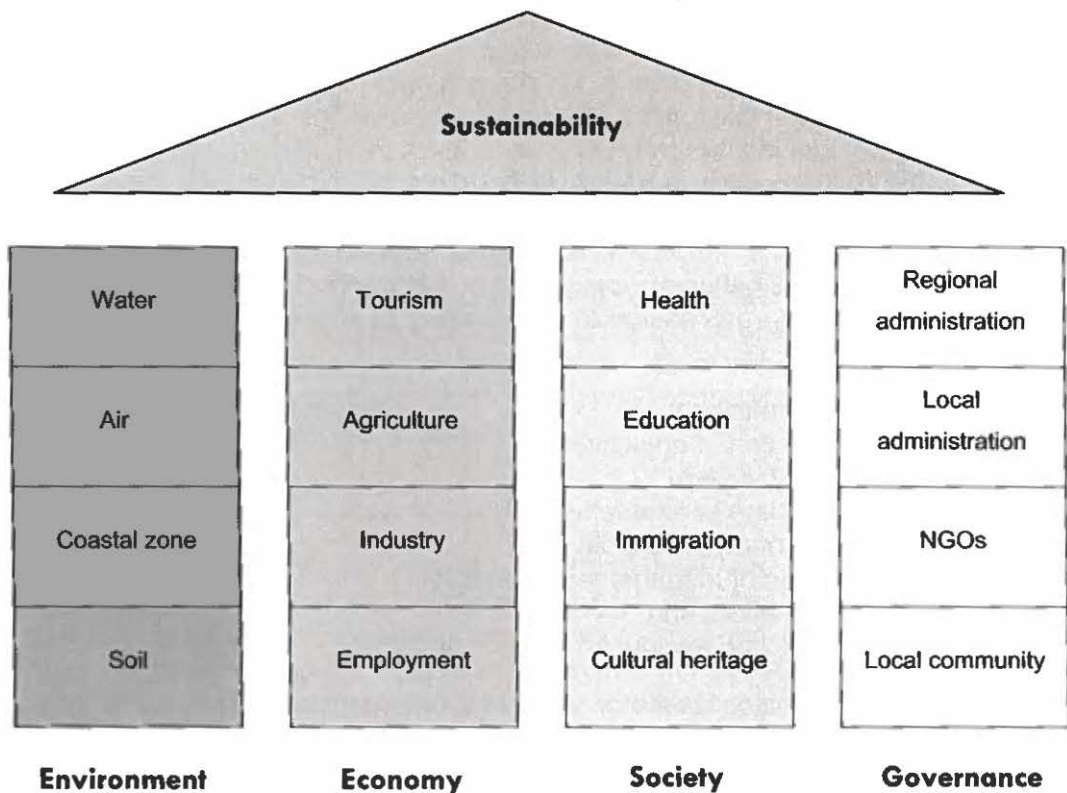 Sustainability
Water
Tourism
Health
Regional
administration
Air
Agriculture
Education
Local
administration
Coastal zone
Industry
Immigration
NGOs
Soil
Employment
Cultural heritage
Local community
Environment
Economy
Society
Governance